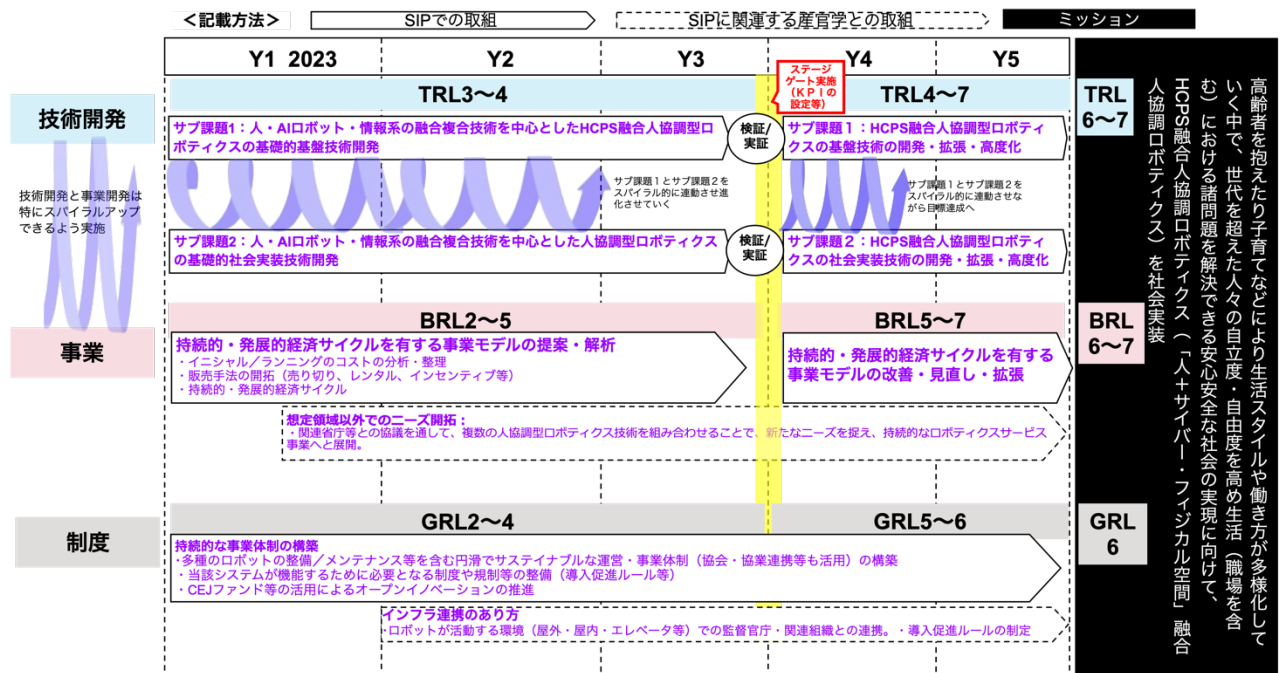 ＜記載方法＞
SIPでの取組
SIPに関連する産官学との取組
ミッション
Y1 2023
Y2
Y3
Y4
Y5
ステージ
ゲート実施
（ＫＰＩの
設定等）
技術開発
TRL3〜4
TRL4〜7
TRL
6〜7
サブ課題1：人・AIロボット・情報系の融合複合技術を中心としたHCPS融合人協調型ロ
ボティクスの基礎的基盤技術開発
検証/
実証
サブ課題１：HCPS融合人協調型ロボティ
クスの基盤技術の開発・拡張・高度化
技術開発と事業開発は
特にスパイラルアップ
できるよう実施
サブ課題１とサブ課題２を
スパイラル的に連動させ進
化させていく
サブ課題１とサブ課題２を
スパイラル的に連動させな
がら目標達成へ
サブ課題2：人・AIロボット・情報系の融合複合技術を中心とした人協調型ロボティクス
の基礎的社会実装技術開発
検証/
実証
サブ課題２：HCPS融合人協調型ロボティ
クスの社会実装技術の開発・拡張・高度化
事業
BRL2〜5
BRL5〜7
BRL
6〜7
持続的・発展的経済サイクルを有する事業モデルの提案・解析
・イニシャル／ランニングのコストの分析・整理
・販売手法の開拓（売り切り、レンタル、インセンティブ等）
・持続的・発展的経済サイクル
持続的・発展的経済サイクルを有する
事業モデルの改善・見直し・拡張
想定領域以外でのニーズ開拓：
・関連省庁等との協議を通して、複数の人協調型ロボティクス技術を組み合わせることで、新たなニーズを捉え、持続的なロボティクスサービス
事業へと展開。
制度
GRL2〜4
GRL5〜6
GRL
6
持続的な事業体制の構築
・多種のロボットの整備／メンテナンス等を含む円滑でサステイナブルな運営・事業体制（協会・協業連携等も活用）の構築
・当該システムが機能するために必要となる制度や規制等の整備（導入促進ルール等）
・CEJファンド等の活用によるオープンイノベーションの推進
インフラ連携のあり方
・ロボットが活動する環境（屋外・屋内・エレベータ等）での監督官庁・関連組織との連携。・導入促進ルールの制定
高齢者を抱えたり子育てなどにより生活スタイルや働き方が多様化して
いく中で、世代を超えた人々の自立度・自由度を高め生活（職場を含
む）における諸問題を解決できる安心安全な社会の実現に向けて、
HCPS融合人協調ロボティクス（「人＋サイバー・フィジカル空間」融合
人協調ロボティクス）を社会実装